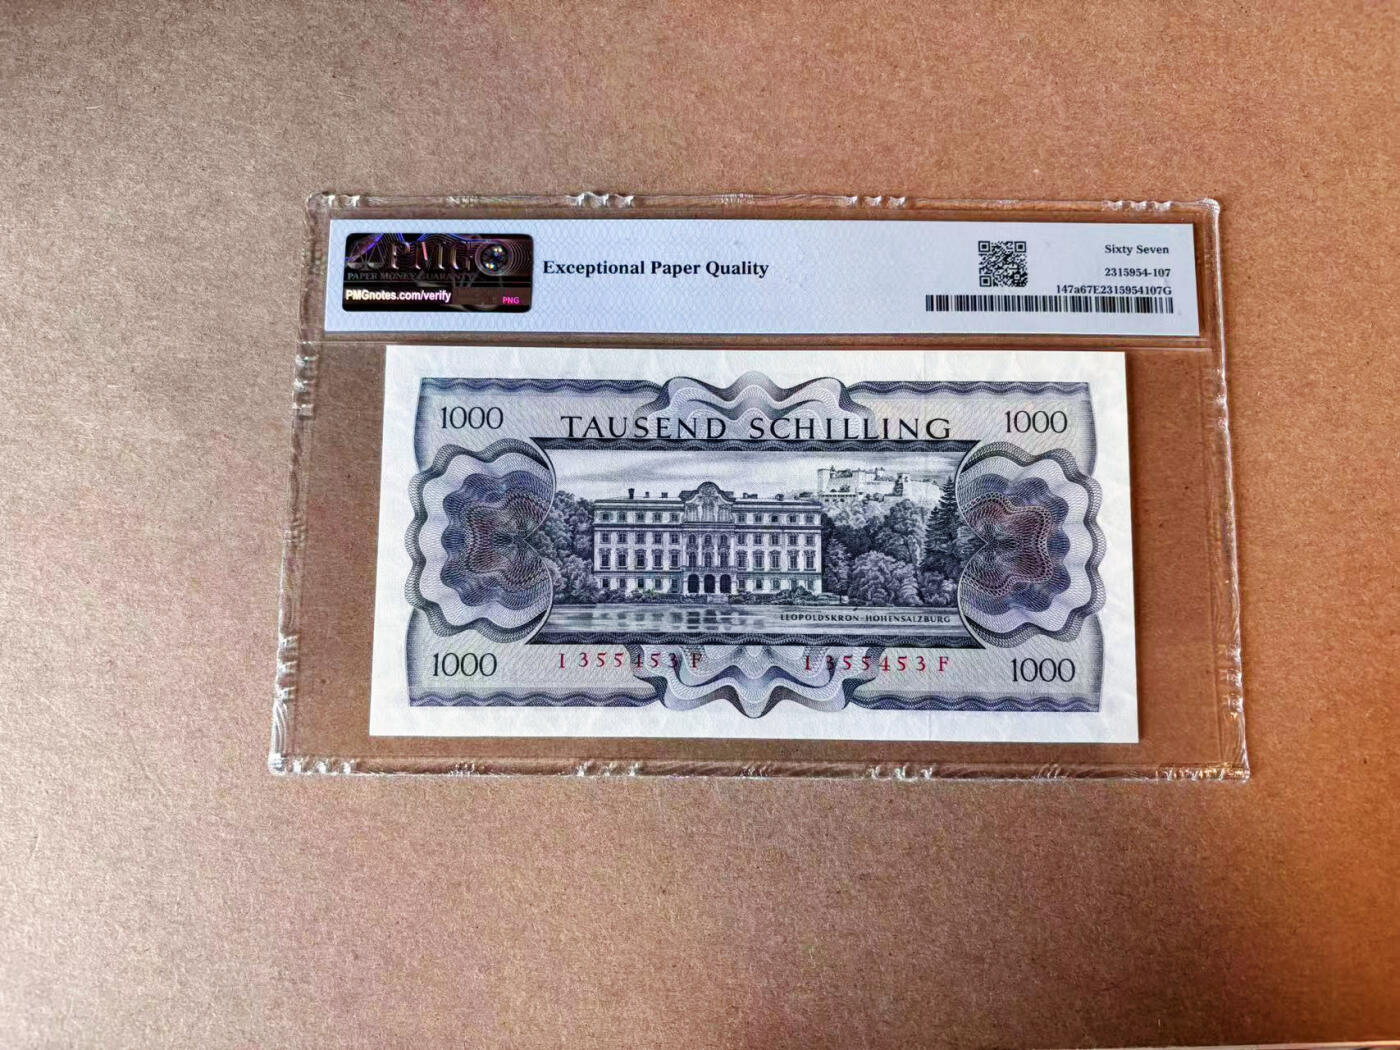 PMG
PAPER MONEY GUARANTY
PMGnotes.com/verify
PNG
Exceptional Paper Quality
Sixty Seven
2315954-107
147a67E2315954107G
1000
TAUSEND SCHILLING
1000
LEOPOLDSKRON-HOHENSALZBURG
1000
I 355453 F
I 355453 F
1000